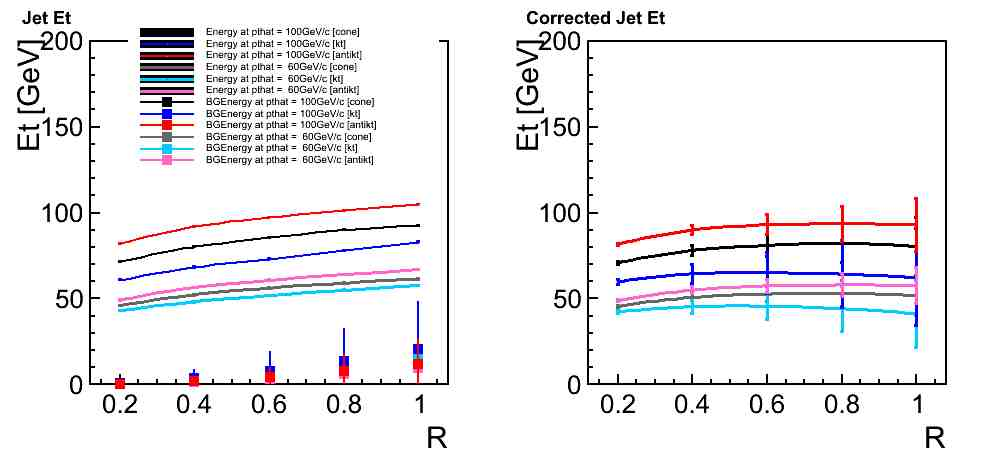 Jet Et
Energy at pthat = 100GeV/c [cone]
Energy at pthat = 100GeV/c [kt]
Energy at pthat = 100GeV/c [antikt]
Energy at pthat = 60GeV/c [cone]
Energy at pthat = 60GeV/c [kt]
Energy at pthat = 60GeV/c [antikt]
BGEnergy at pthat = 100GeV/c [cone]
BGEnergy at pthat = 100GeV/c [kt]
BGEnergy at pthat = 100GeV/c [antikt]
BGEnergy at pthat = 60GeV/c [cone]
BGEnergy at pthat = 60GeV/c [kt]
BGEnergy at pthat = 60GeV/c [antikt]
Et [GeV]
200
150
100
50
0
0.2 0.4 0.6 0.8 1
R
Corrected Jet Et
Et [GeV]
200
150
100
50
0
0.2 0.4 0.6 0.8 1
R